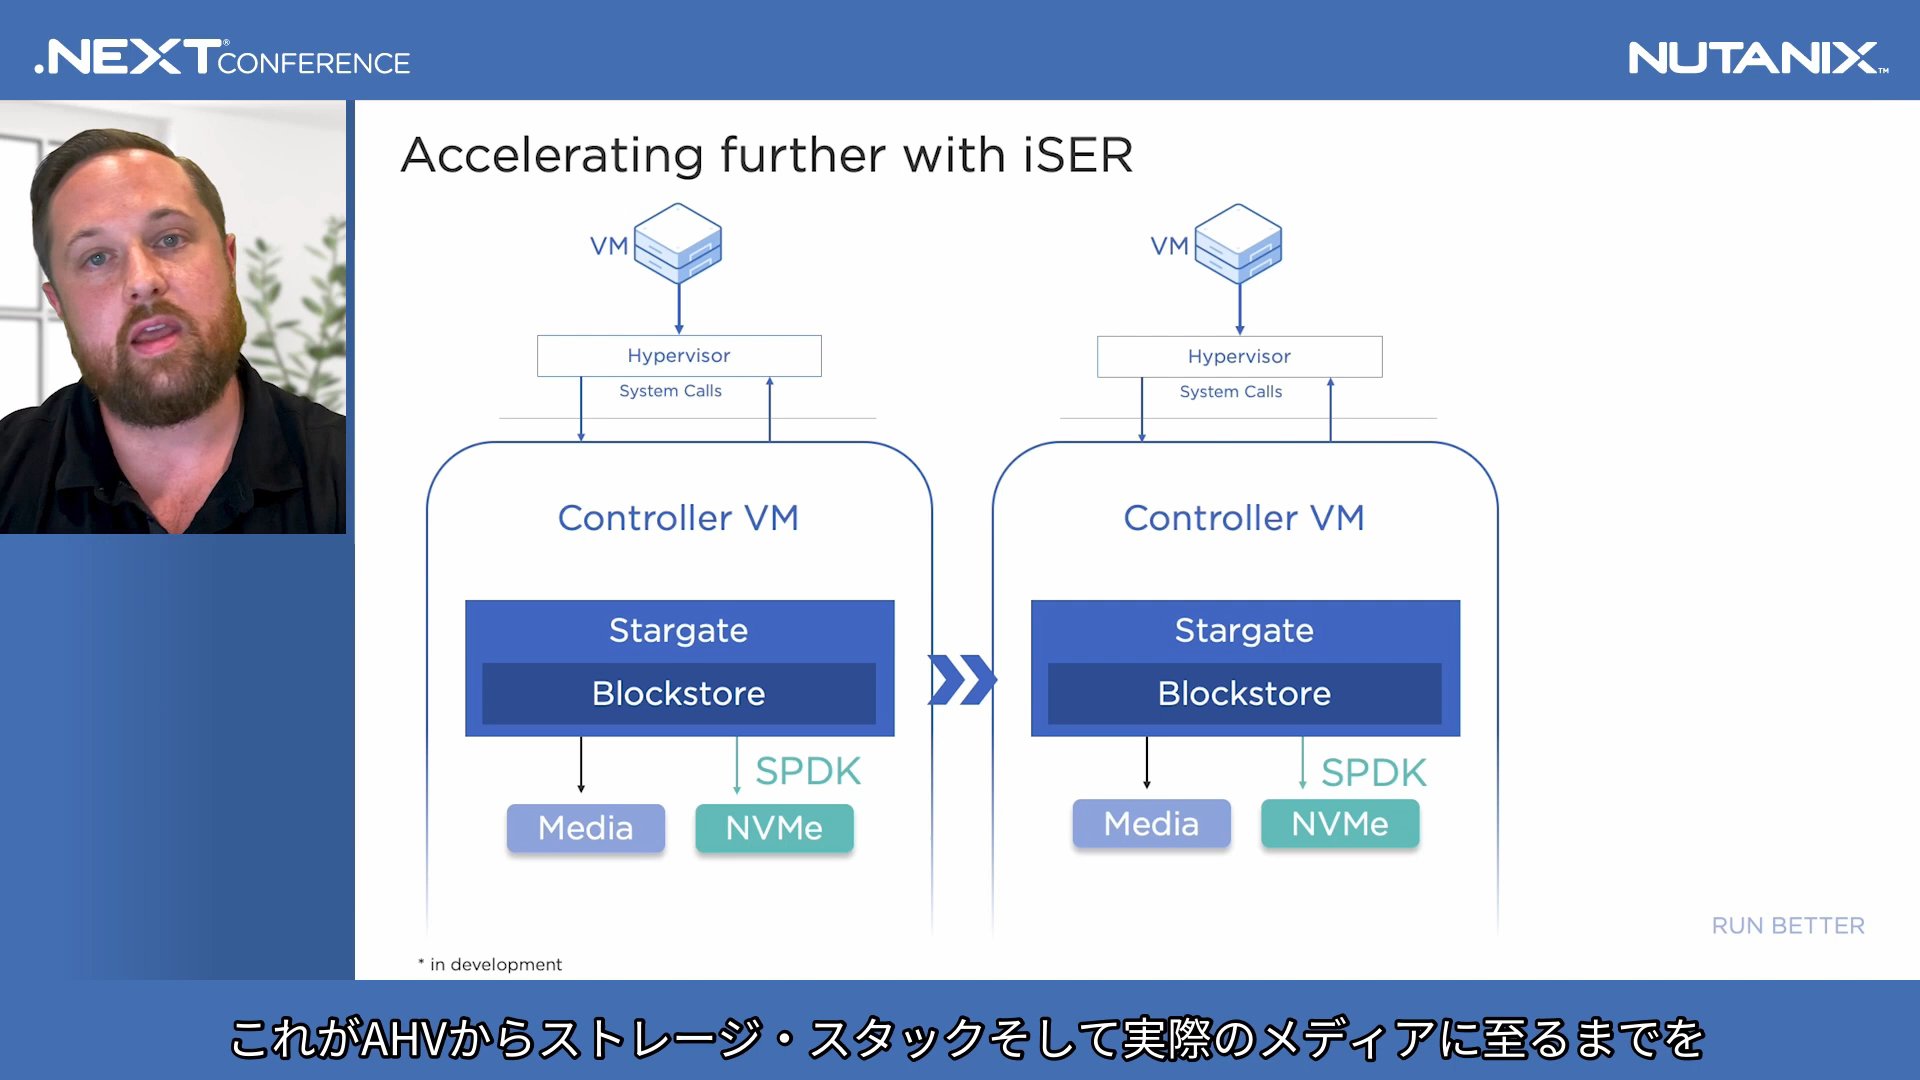 .NEXT® CONFERENCE
NUTANIX™
Accelerating further with iSER
VM
VM
Hypervisor
Hypervisor
System Calls
System Calls
Controller VM
Controller VM
Stargate
Stargate
Blockstore
Blockstore
SPDK
SPDK
Media
NVMe
Media
NVMe
RUN BETTER
* in development
これがAHVからストレージ・スタックそして実際のメディアに至るまでを